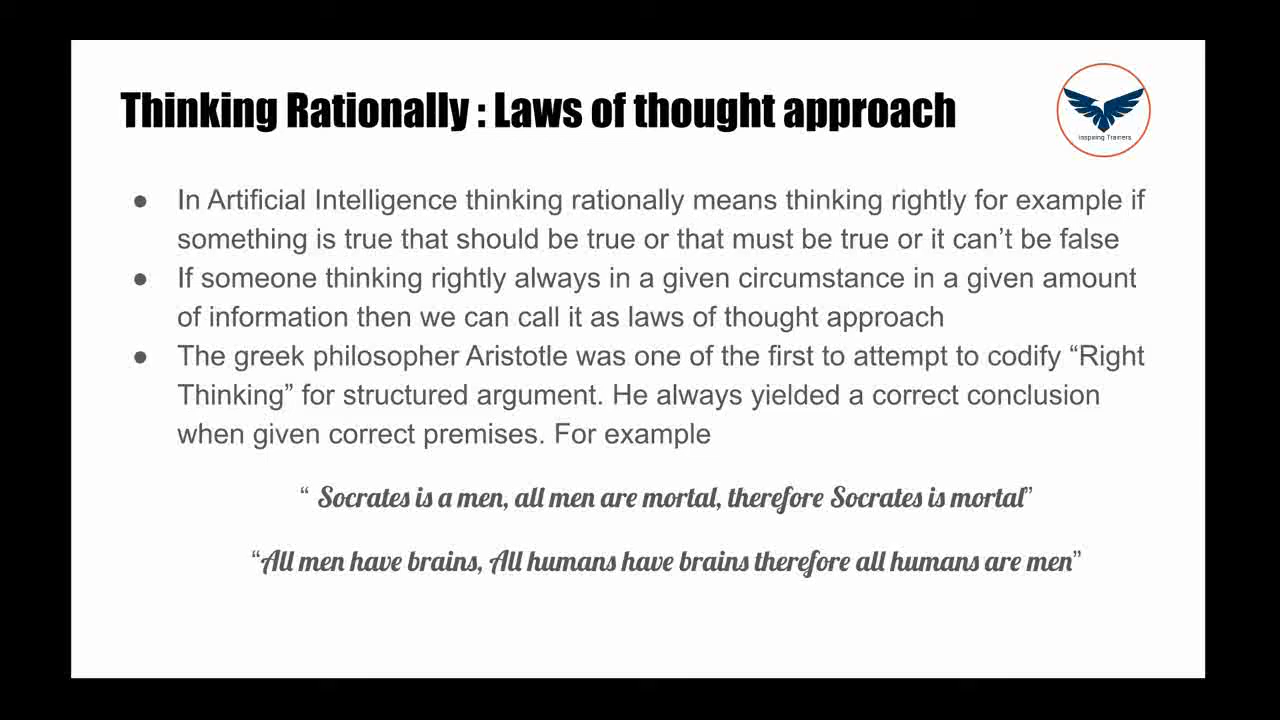 Thinking Rationally : Laws of thought approach
Inspiring Trainers
● In Artificial Intelligence thinking rationally means thinking rightly for example if
something is true that should be true or that must be true or it can’t be false
● If someone thinking rightly always in a given circumstance in a given amount
of information then we can call it as laws of thought approach
● The greek philosopher Aristotle was one of the first to attempt to codify “Right
Thinking” for structured argument. He always yielded a correct conclusion
when given correct premises. For example
“ Socrates is a men, all men are mortal, therefore Socrates is mortal”
“All men have brains, All humans have brains therefore all humans are men”